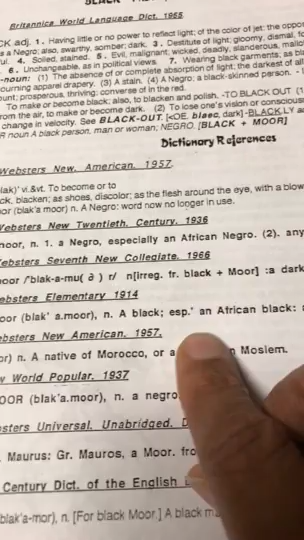 BLACK REFERENCES
Britannica World Language Dict. 1955
CK adj. 1. Having little or no power to reflect light; of the color of jet: the opposi
s a Negro; also, swarthy, somber; dark. 3. Destitute of light; gloomy, dismal, fo
ul. 4. Soiled, stained. 5. Evil, malignant; wicked, deadly, slanderous, malic
6. Unchangeable, as in political views. 7. Wearing black garments; as bla
-noun: (1) The absence of or complete absorption of light; the darkest of all
ourning apparel drapery. (3) A stain. (4) A Negro: a black-skinned person.
ount; prosperous, thriving: converse of in the red.
To make or become black; also, to blacken and polish. -TO BLACK OUT (1
rom the air, to make or become dark. (2) To lose one's vision or conscious
change in velocity. See BLACK-OUT. [<OE. blaec, dark] -BLACK.LY a
R noun A black person, man or woman; NEGRO. [BLACK + MOOR]
Dictionary References
Websters New. American. 1957.
lak)' vi.&vt. To become or to
ck, blacken; as shoes, discolor; as the flesh around the eye, with a blow
or (blak'a moor) n. A Negro: word now no longer in use.
Websters New Twentieth. Century. 1936
noor, n. 1. a Negro, especially an African Negro. (2). any
Websters Seventh New Collegiate. 1966
oor /'blak-a-mu( ∂ ) r/ n[irreg. fr. black + Moor] :a dark
ebsters Elementary 1914
oor (blak' a.moor), n. A black; esp.' an African black:
ebsters New American. 1957.
or) n. A native of Morocco, or a Moslem.
w World Popular. 1937
OOR (blak'a.moor), n. a negro
sters Universal. Unabridged.
. Maurus: Gr. Mauros, a Moor. fro
Century Dict. of the English
blak'a-mor), n. [For black Moor.] A black m